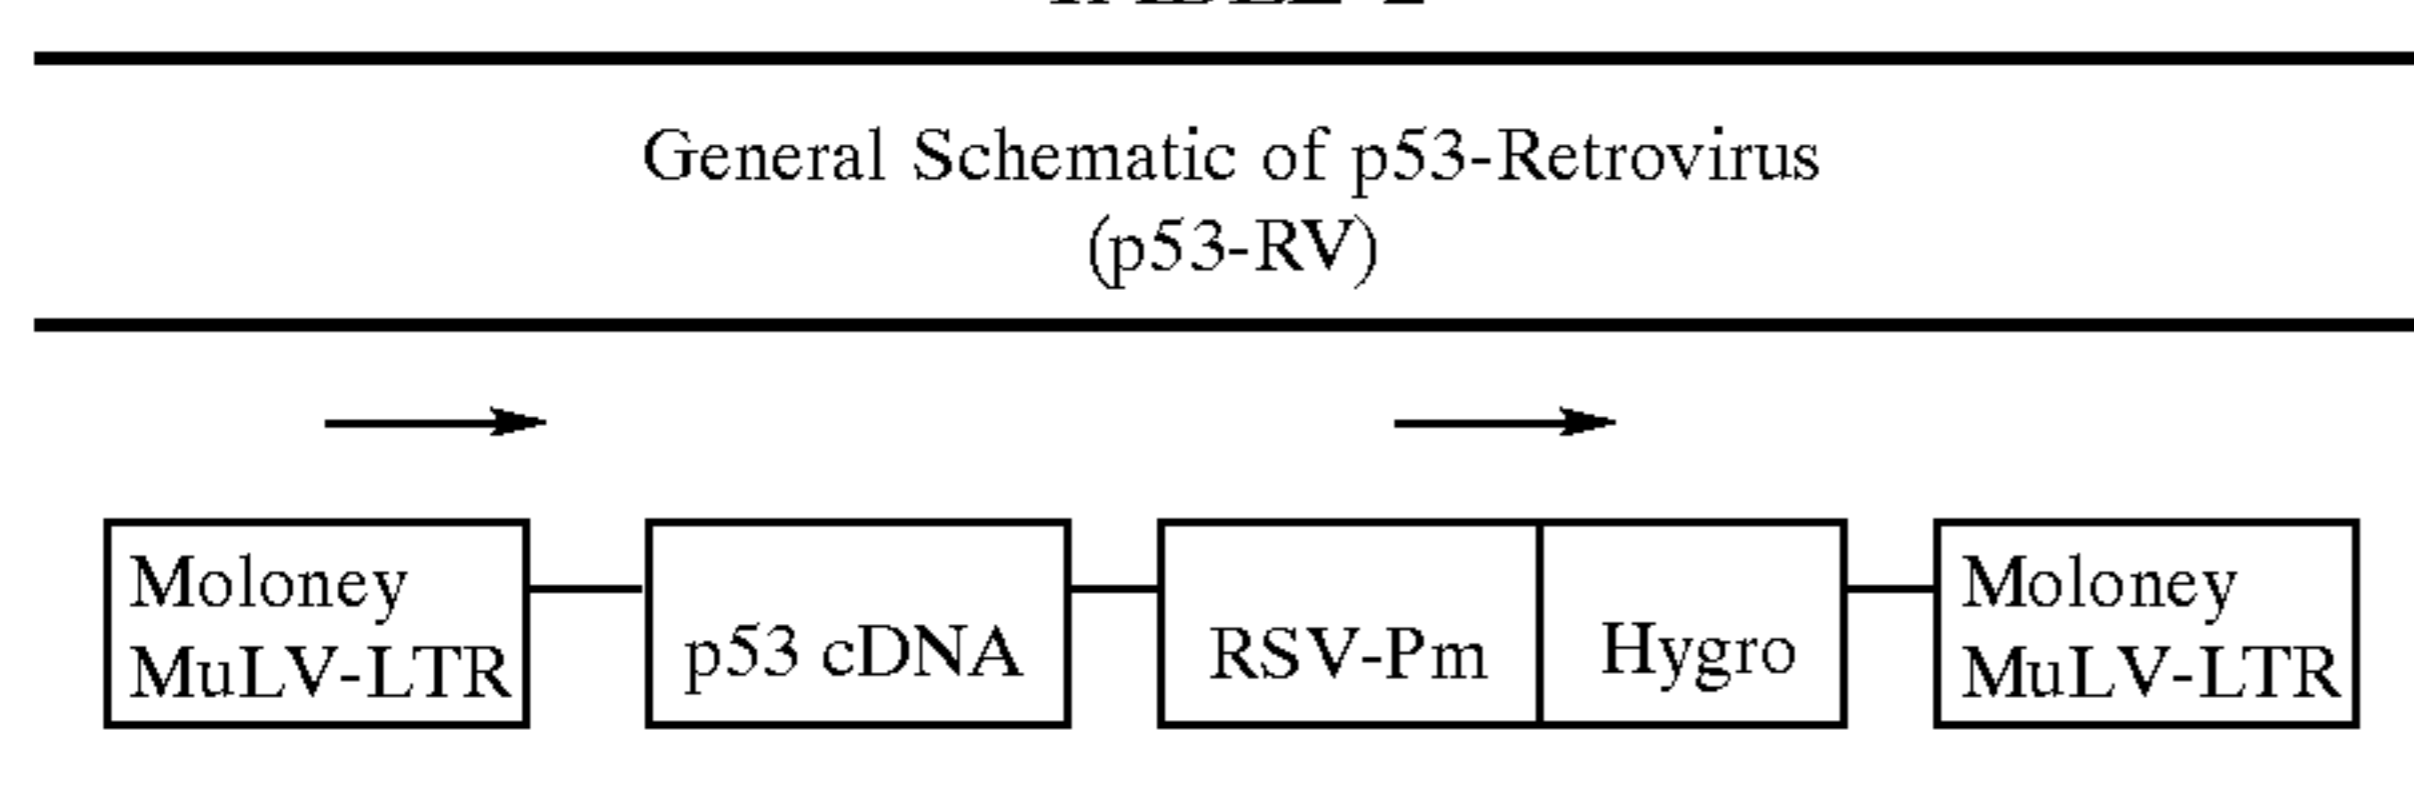 General Schematic of p53-Retrovirus
(p53-RV)
Moloney
MuLV-LTR
p53 cDNA
RSV-Pm
Hygro
Moloney
MuLV-LTR